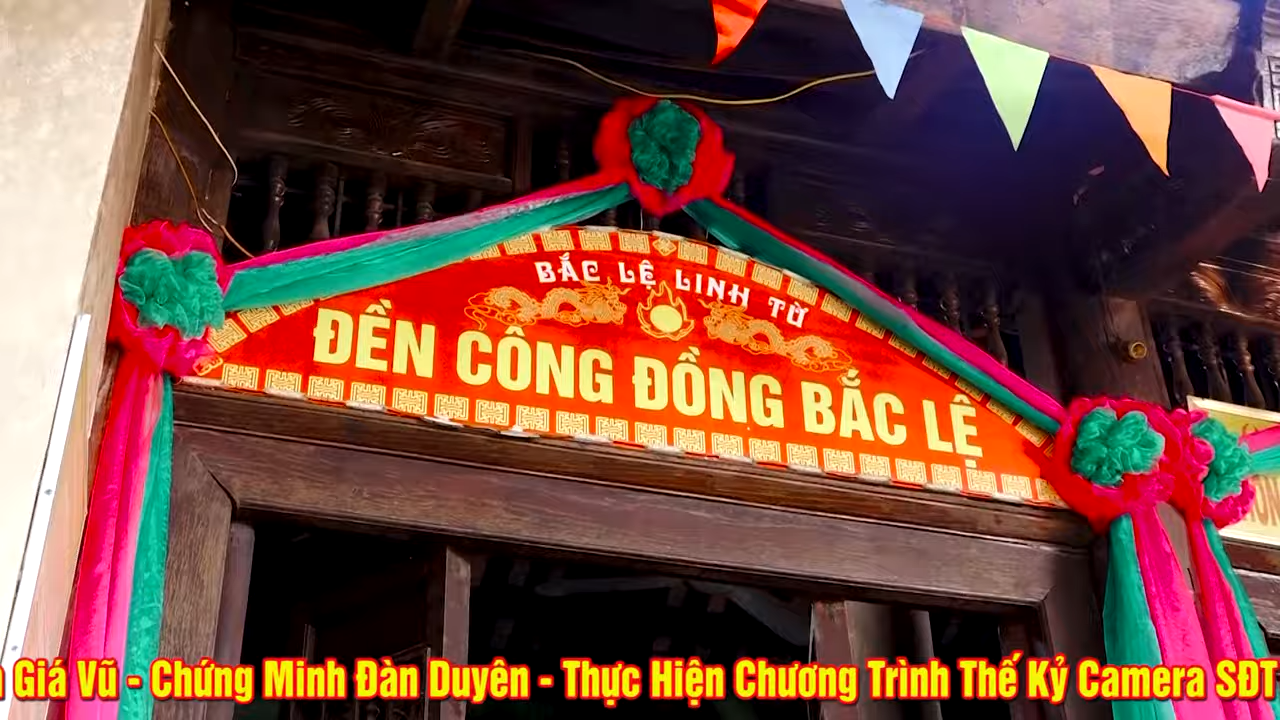 BẮC LỆ LINH TỪ
ĐỀN CÔNG ĐỒNG BẮC LỆ
Giá Vũ - Chứng Minh Đàn Duyên - Thực Hiện Chương Trình Thế Kỷ Camera SĐT